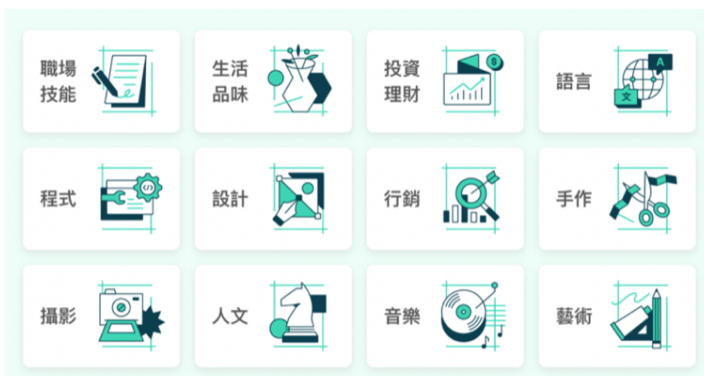 職場
技能
生活
品味
投資
理財
$
語言
A
文
程式
</>
設計
行銷
手作
攝影
人文
音樂
藝術